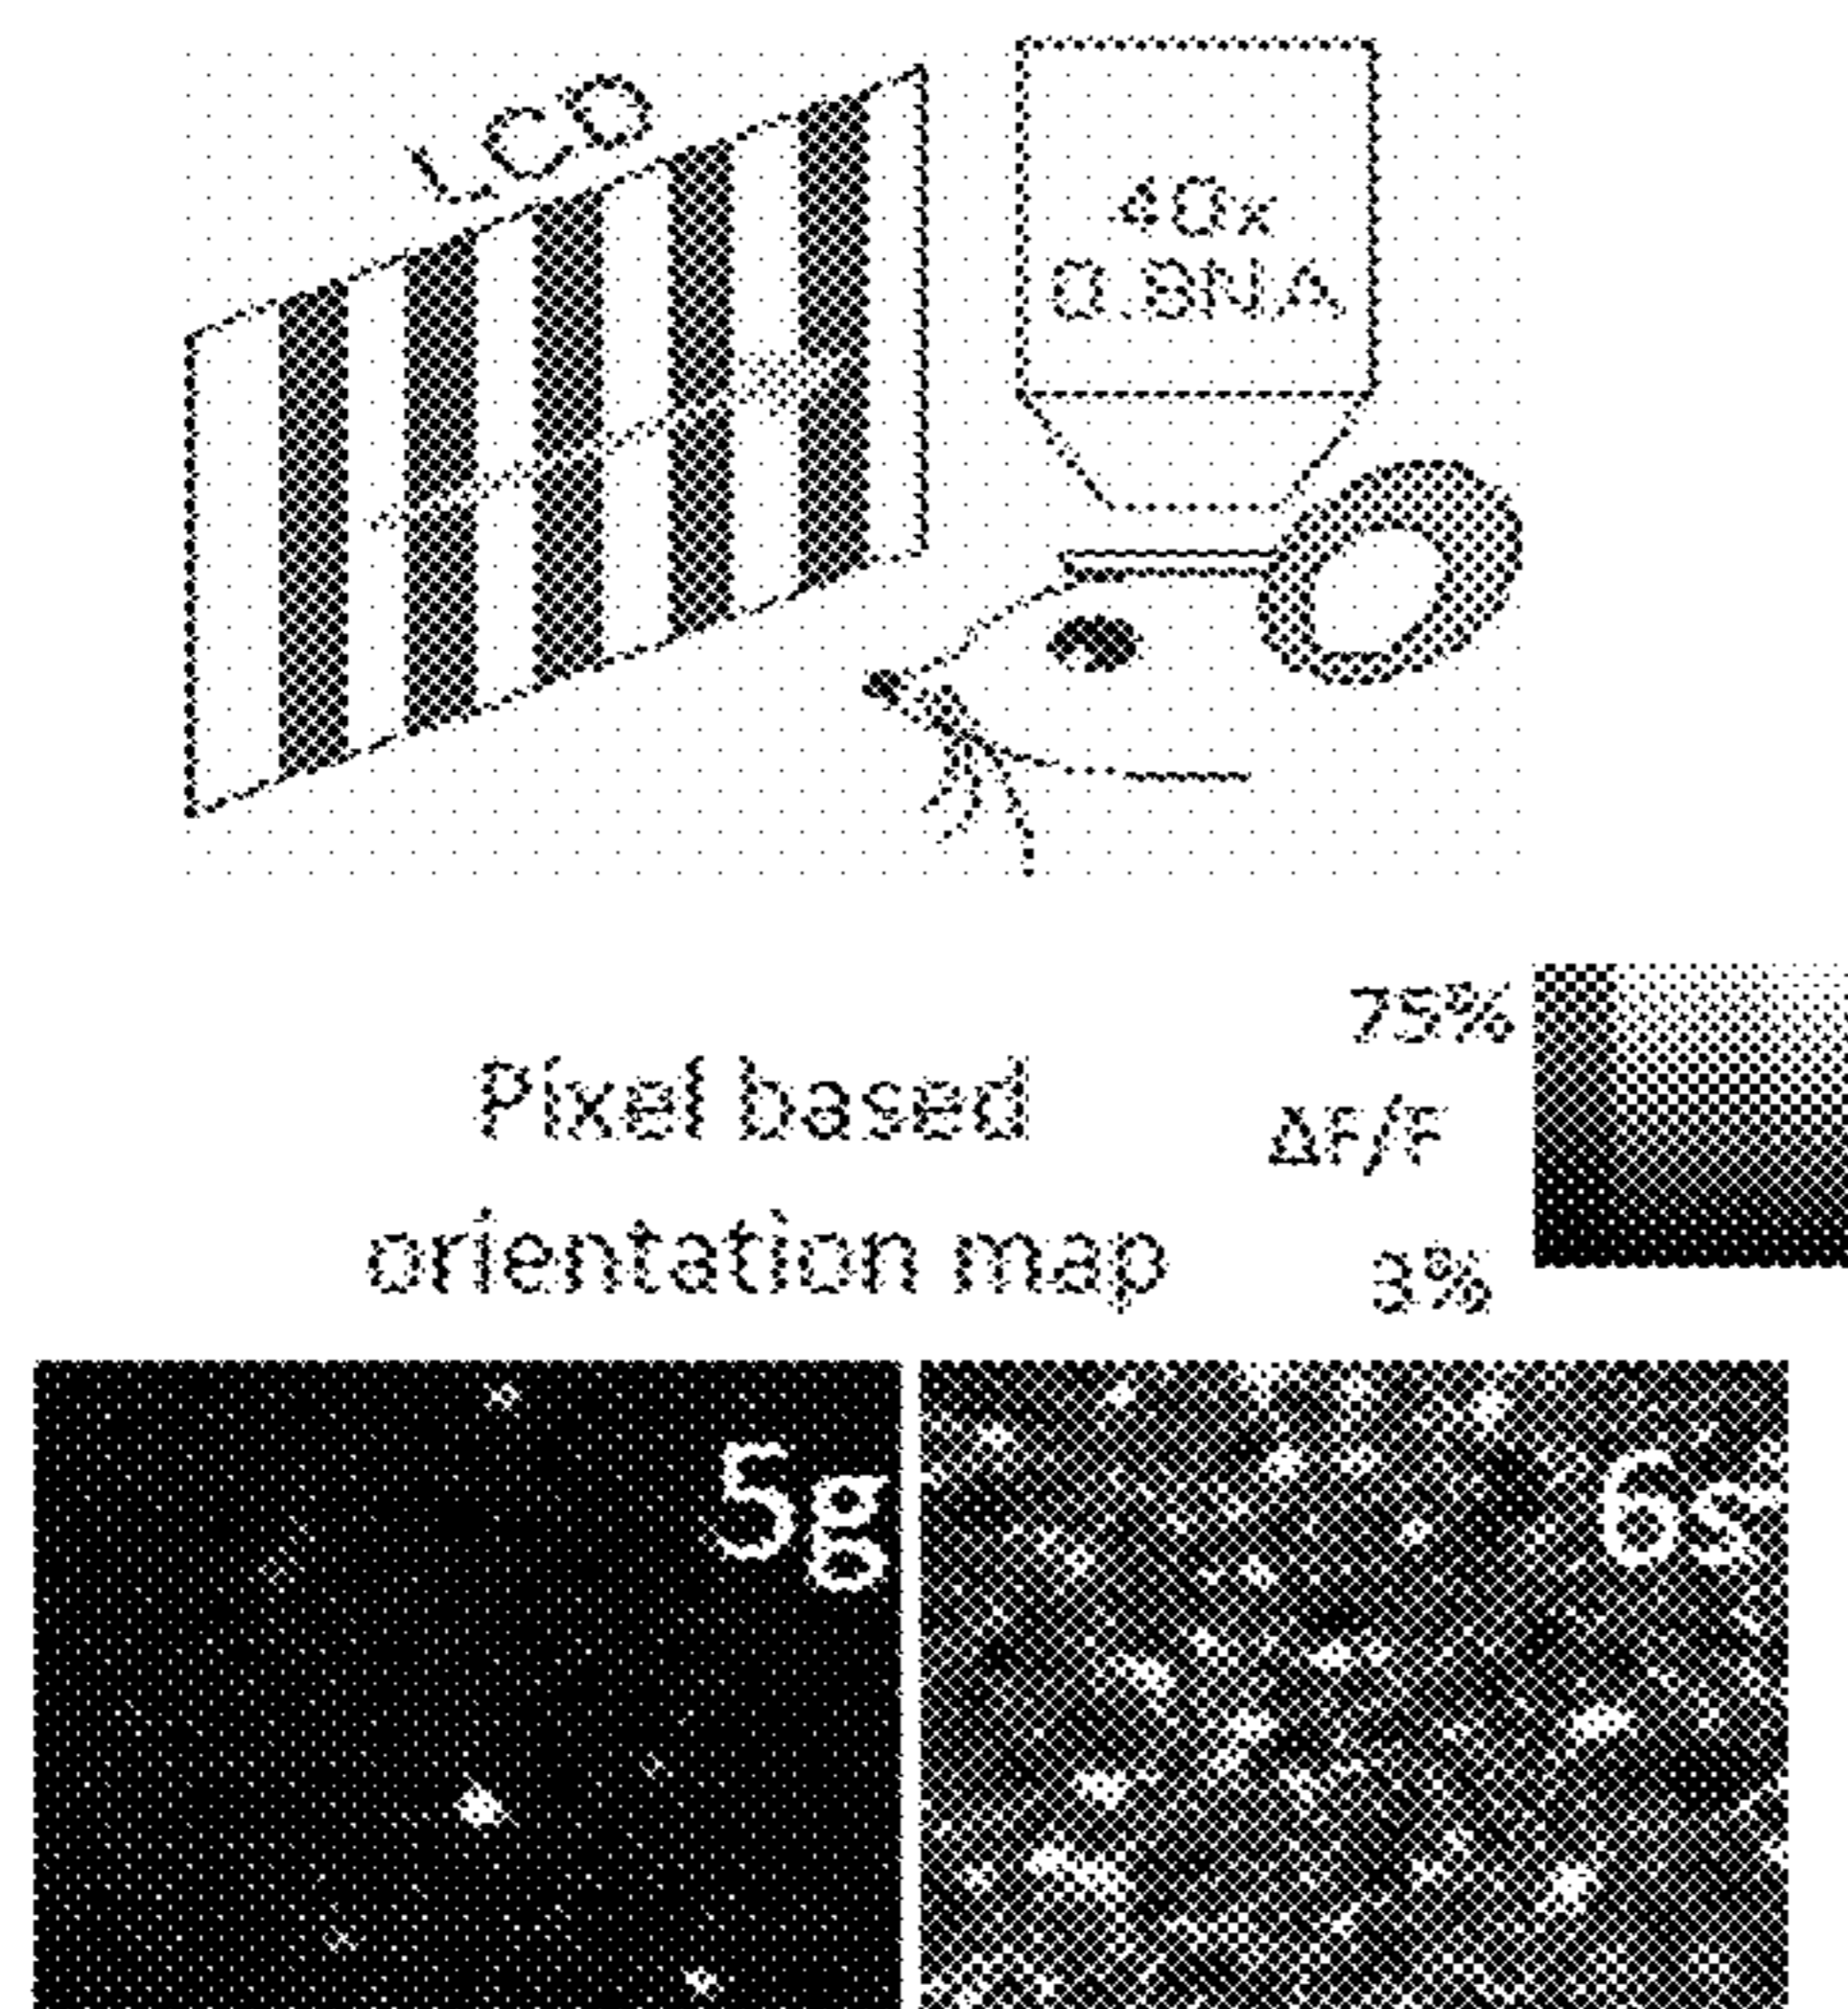 LCD
40x
0.8NA
75%
Pixel based
ΔF/F
orientation map
3%
5g
6s